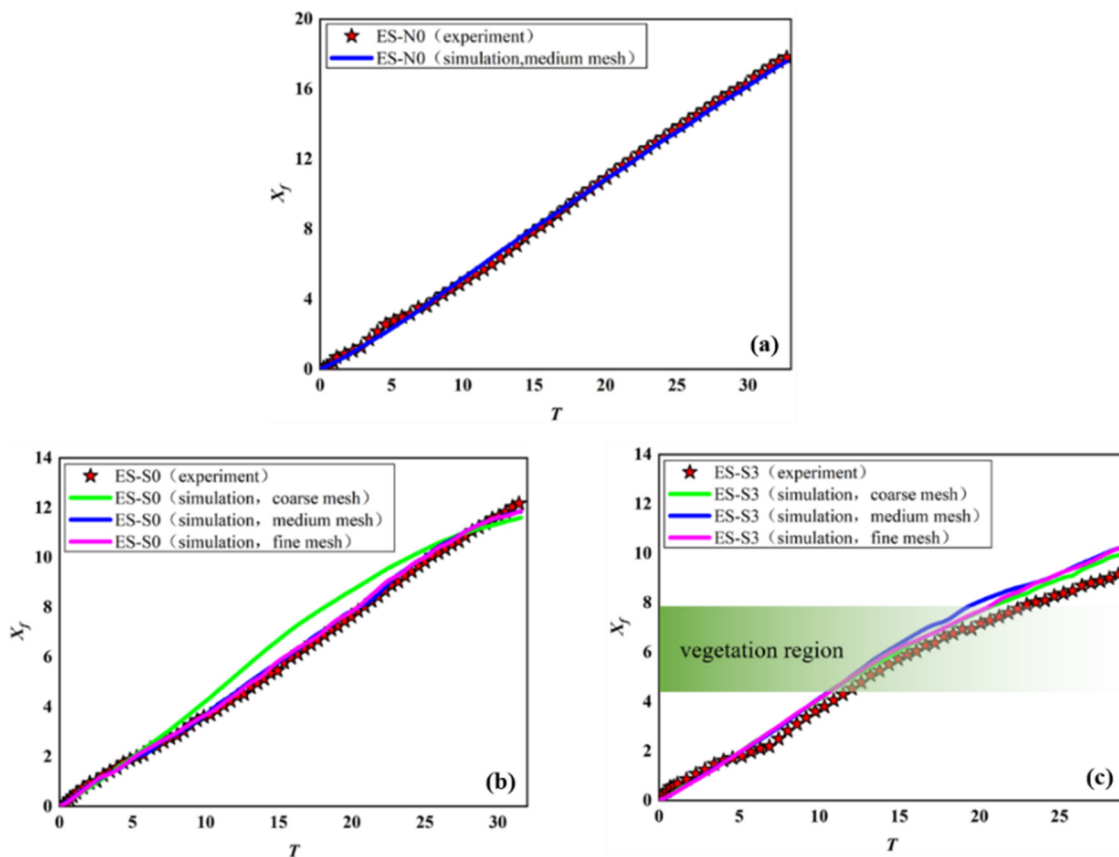 20
16
12
8
4
0
X_f
ES-N0（experiment）
ES-N0（simulation,medium mesh）
(a)
0 5 10 15 20 25 30
T
14
12
10
8
6
4
2
0
X_f
ES-S0（experiment）
ES-S0（simulation，coarse mesh）
ES-S0（simulation，medium mesh）
ES-S0（simulation，fine mesh）
(b)
0 5 10 15 20 25 30
T
14
12
10
8
6
4
2
0
X_f
ES-S3（experiment）
ES-S3（simulation，coarse mesh）
ES-S3（simulation，medium mesh）
ES-S3（simulation，fine mesh）
vegetation region
(c)
0 5 10 15 20 25
T